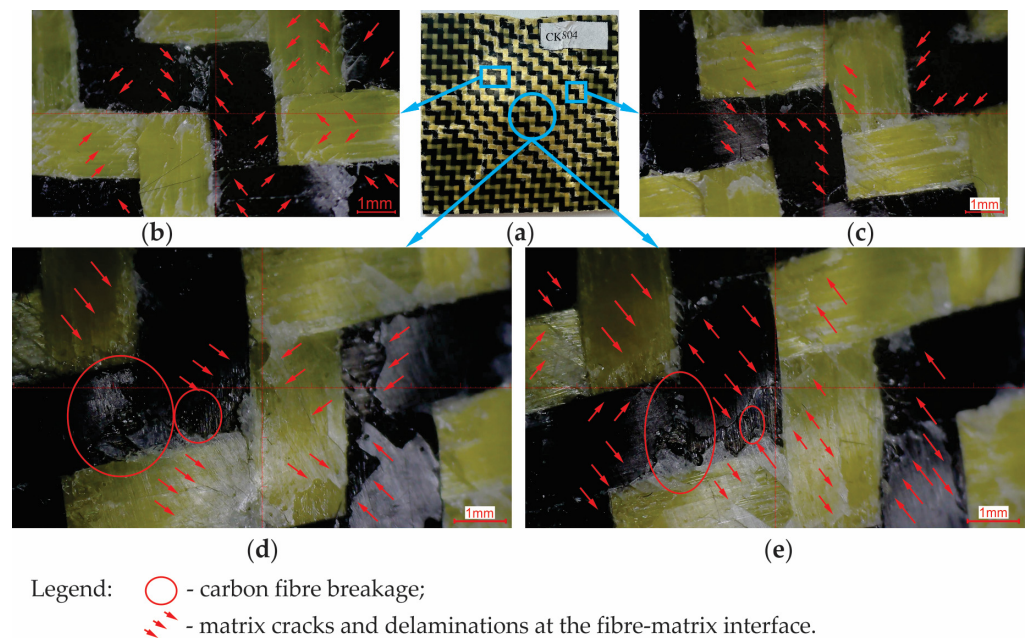 CK804
1mm
1mm
(b)
(a)
(c)
1mm
1mm
(d)
(e)
Legend:
- carbon fibre breakage;
- matrix cracks and delaminations at the fibre-matrix interface.